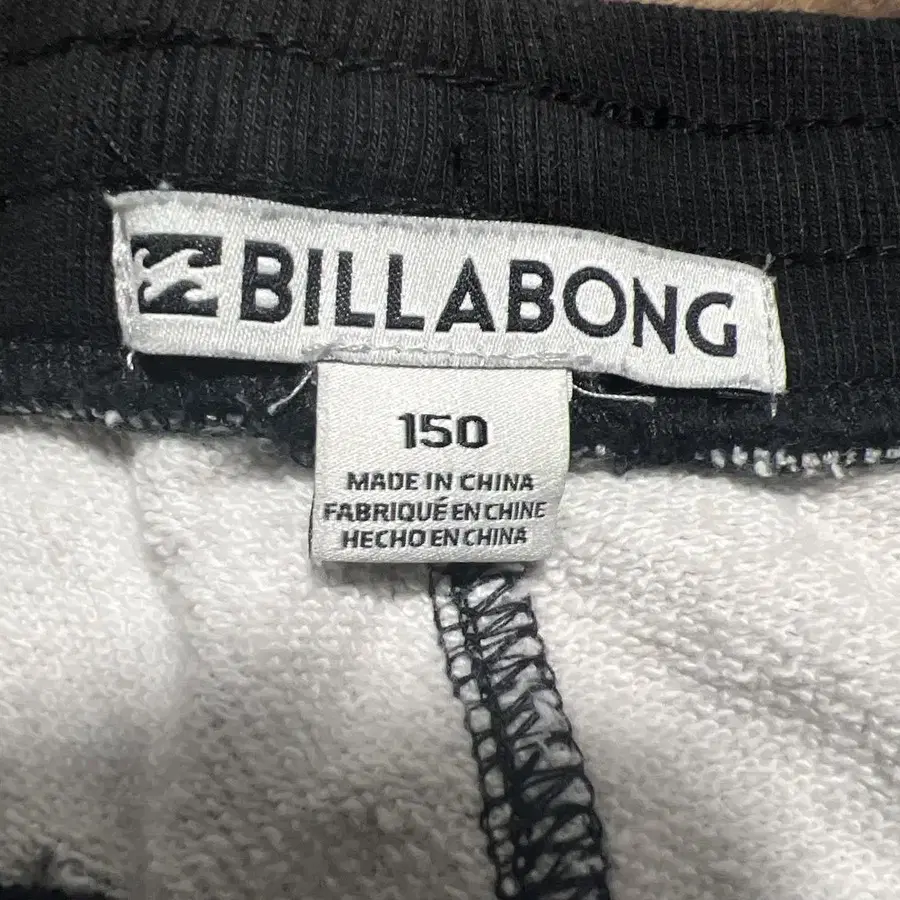 BILLABONG
150
MADE IN CHINA
FABRIQUÉ EN CHINE
HECHO EN CHINA